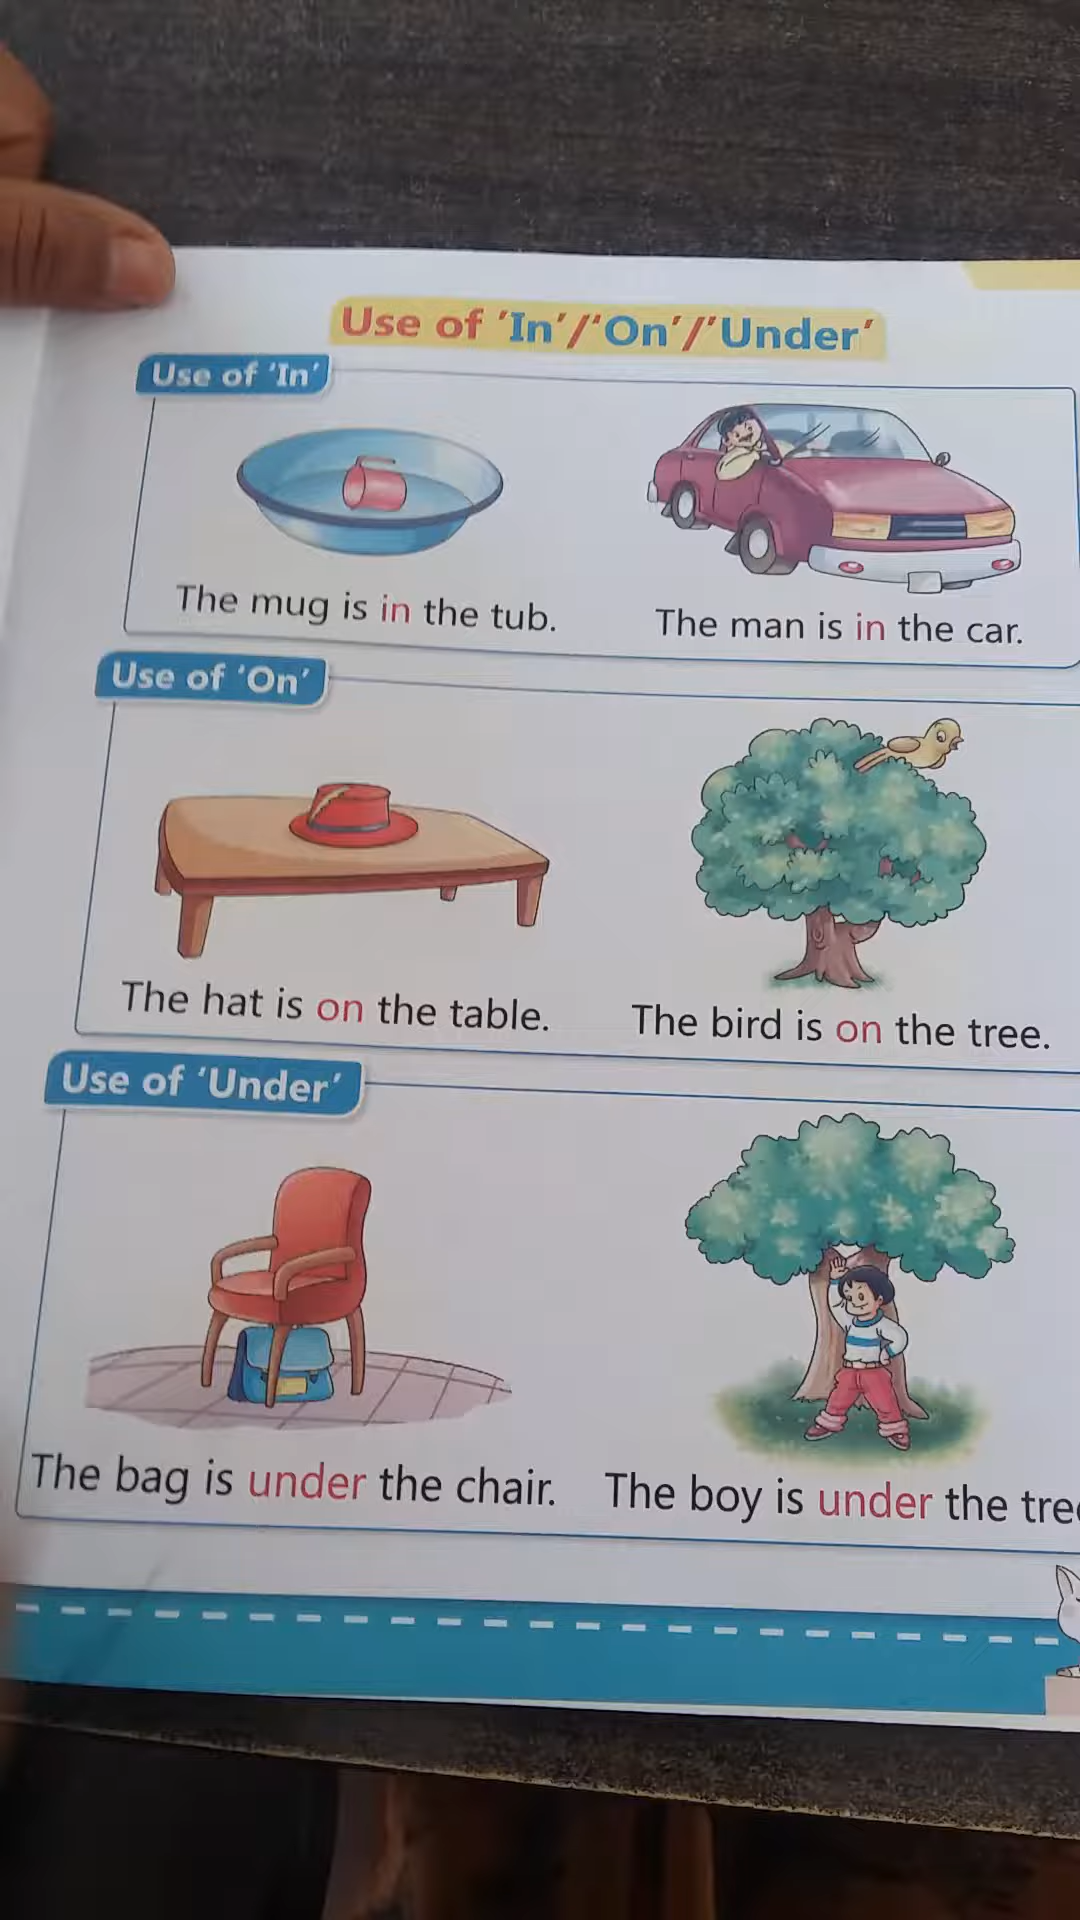 Use of 'In'/'On'/'Under'
Use of 'In'
The mug is in the tub. The man is in the car.
Use of 'On'
The hat is on the table. The bird is on the tree.
Use of 'Under'
The bag is under the chair. The boy is under the